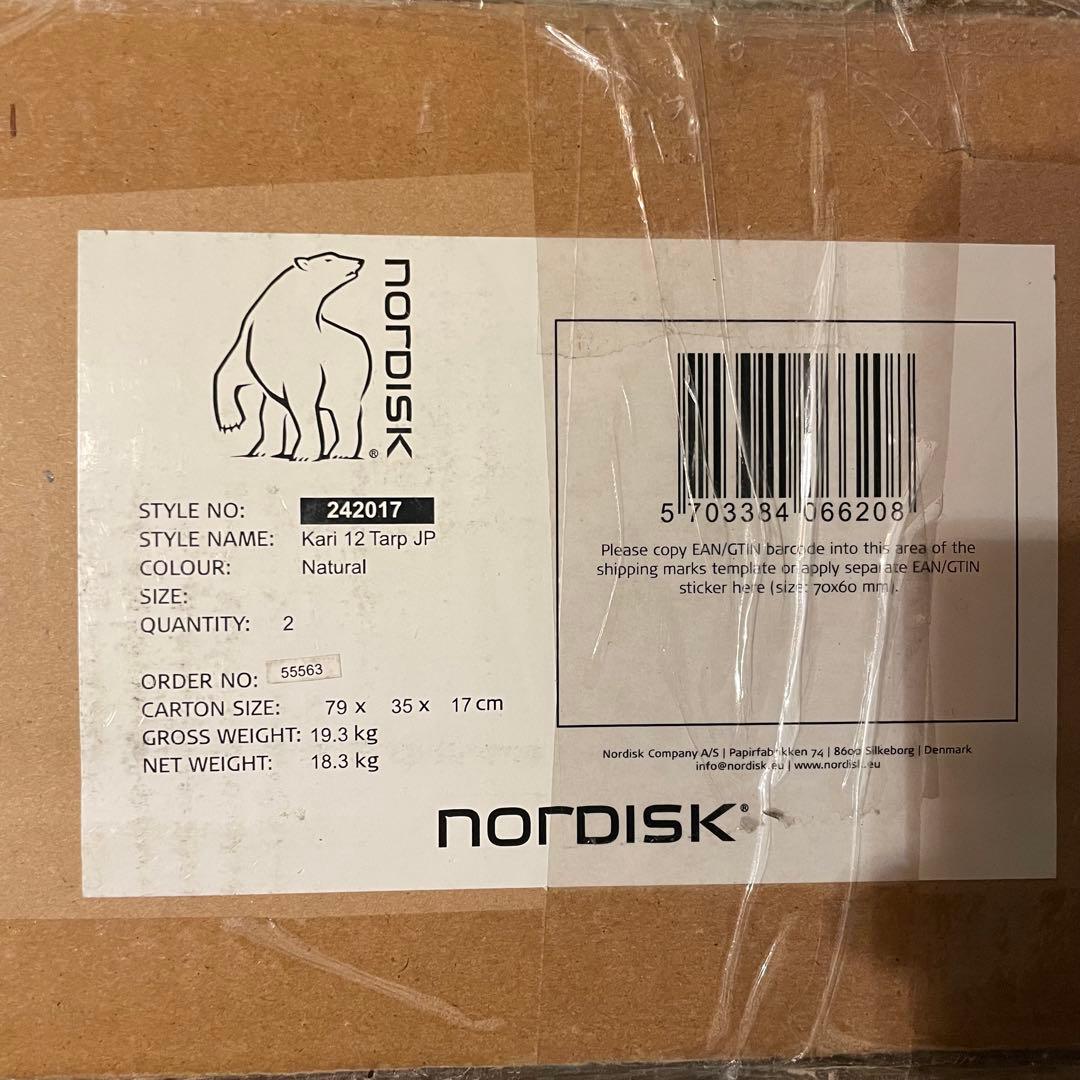 NORDISK®
STYLE NO: 242017
STYLE NAME: Kari 12 Tarp JP
COLOUR: Natural
SIZE:
QUANTITY: 2
ORDER NO: 55563
CARTON SIZE: 79 x 35 x 17 cm
GROSS WEIGHT: 19.3 kg
NET WEIGHT: 18.3 kg
5 703384 066208
Please copy EAN/GTIN barcode into this area of the
shipping marks template or apply separate EAN/GTIN
sticker here (size: 70x60 mm).
Nordisk Company A/S | Papirfabrikken 74 | 8600 Silkeborg | Denmark
info@nordisk.eu | www.nordisk.eu
NORDISK®